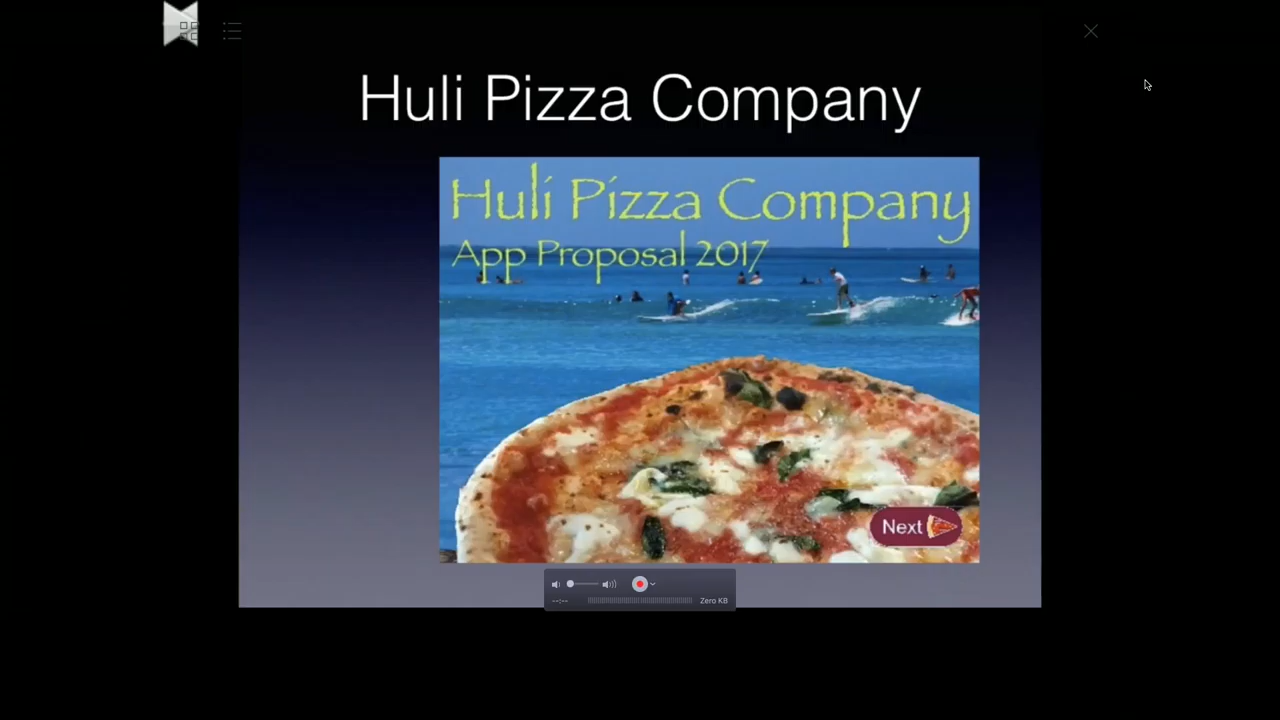 Huli Pizza Company
Huli Pizza Company
App Proposal 2017
Next
--:--
Zero KB